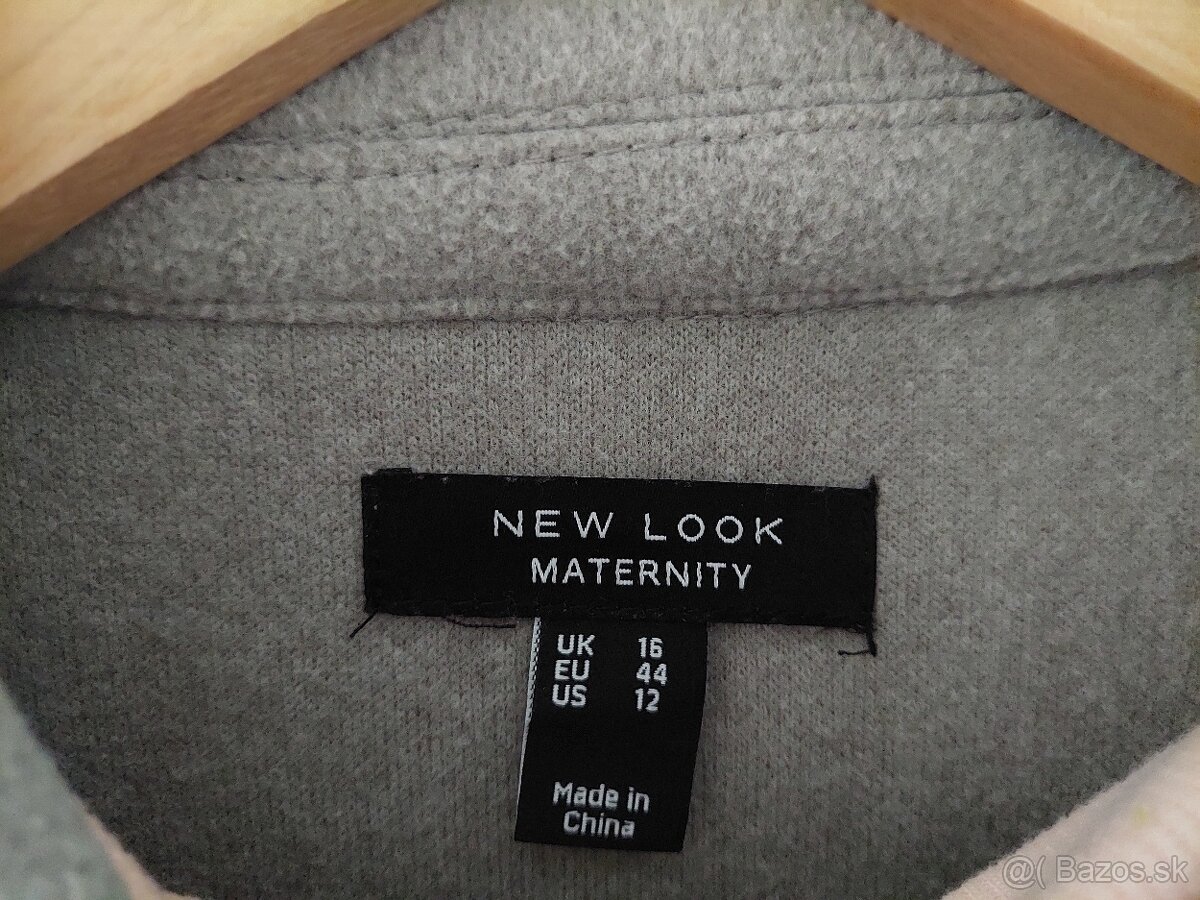 NEW LOOK
MATERNITY
UK 16
EU 44
US 12
Made in
China
@( Bazos.sk